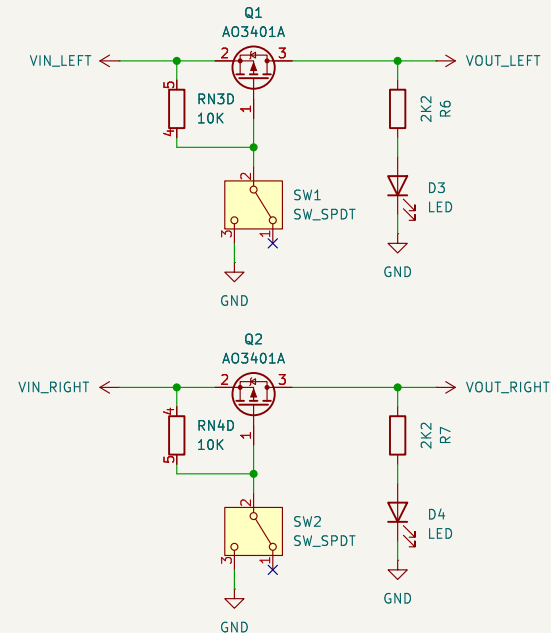 Q1
AO3401A
VIN_LEFT
2
3
VOUT_LEFT
5
RN3D
10K
4
1
2K2
R6
2
SW1
SW_SPDT
3
1
D3
LED
GND
GND
Q2
AO3401A
VIN_RIGHT
2
3
VOUT_RIGHT
4
RN4D
10K
5
1
2K2
R7
2
SW2
SW_SPDT
3
1
D4
LED
GND
GND